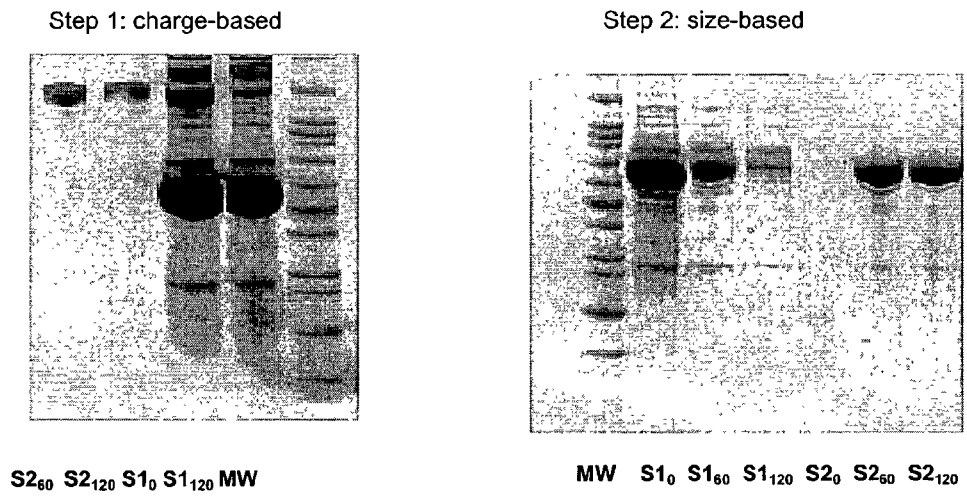 Step 1: charge-based
Step 2: size-based
S2₆₀ S2₁₂₀ S1₀ S1₁₂₀ MW
MW S1₀ S1₆₀ S1₁₂₀ S2₀ S2₆₀ S2₁₂₀